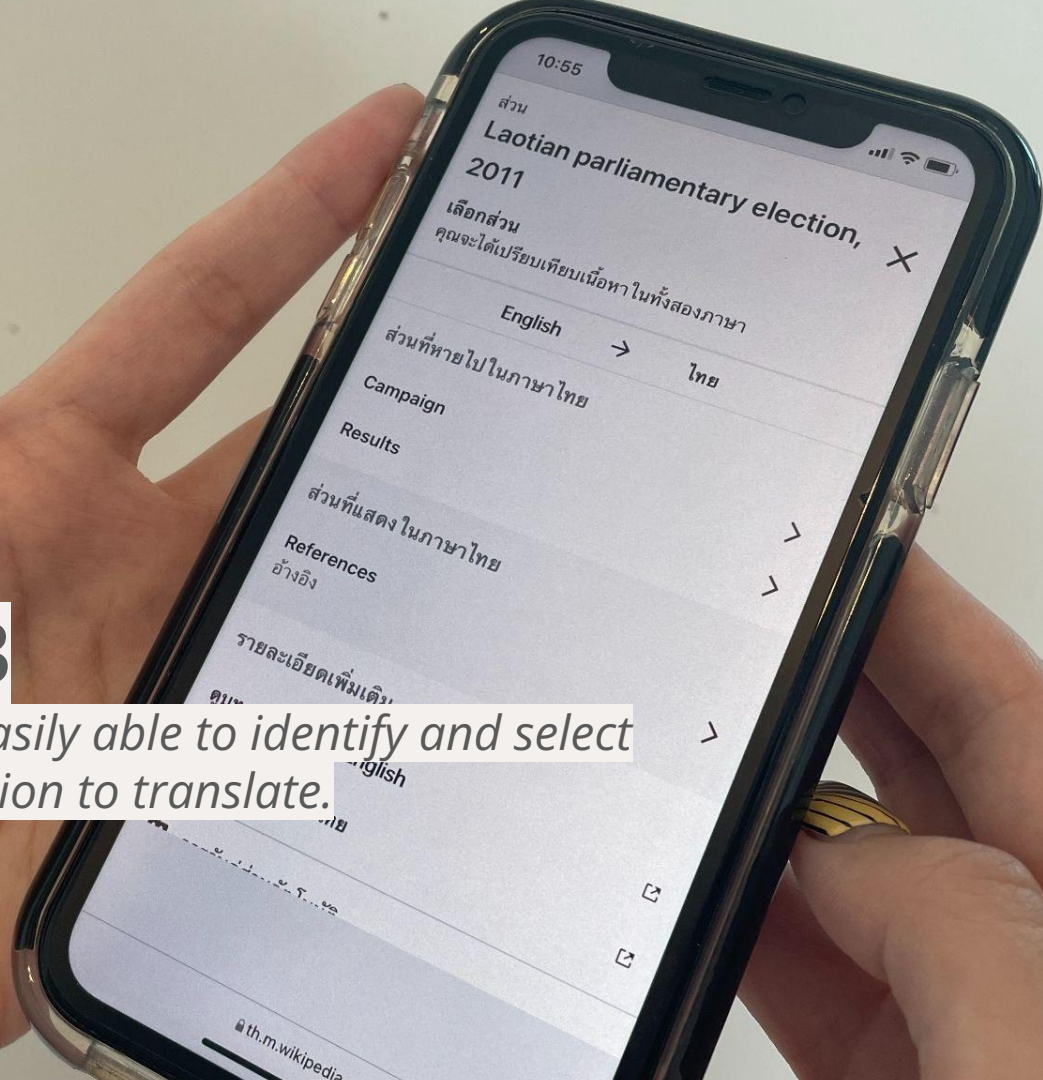 10:55
ส่วน
Laotian parliamentary election,
2011
เลือกส่วน
คุณจะได้เปรียบเทียบเนื้อหาในทั้งสองภาษา
English → ไทย
ส่วนที่หายไปในภาษาไทย
Campaign
Results
ส่วนที่แสดงในภาษาไทย
References
อ้างอิง
รายละเอียดเพิ่มเติม
able to identify and select
English
to translate.
th.m.wikipedia